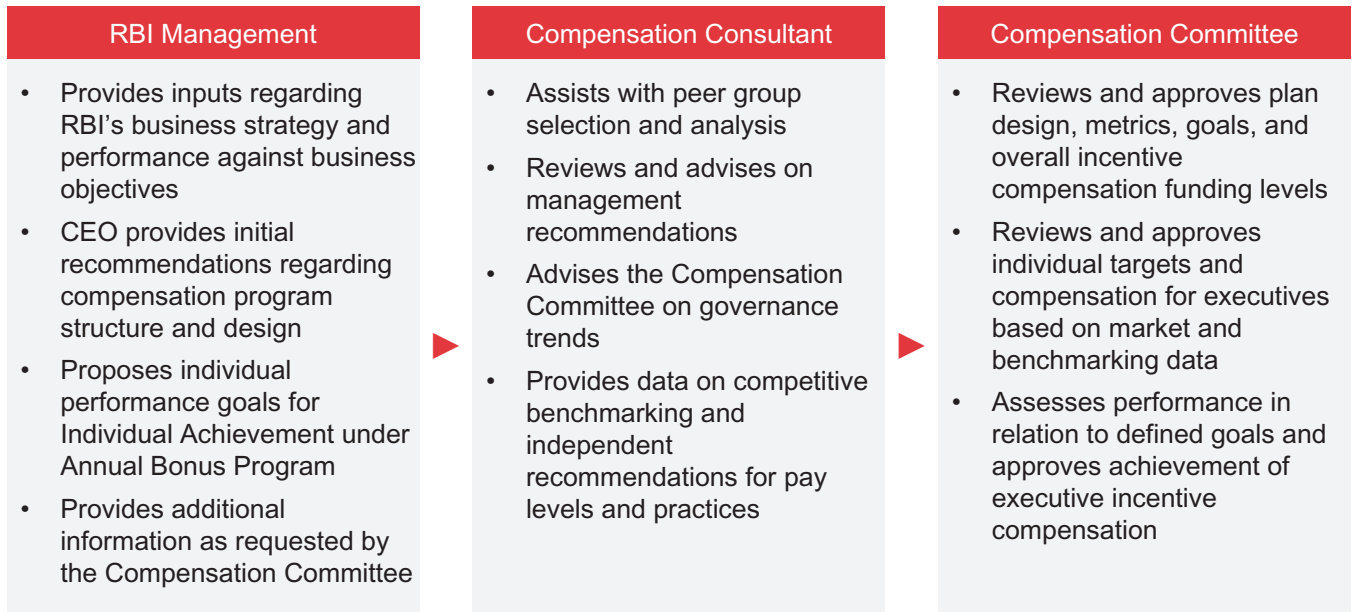 RBI Management
• Provides inputs regarding
RBI's business strategy and
performance against business
objectives
• CEO provides initial
recommendations regarding
compensation program
structure and design
• Proposes individual
performance goals for
Individual Achievement under
Annual Bonus Program
• Provides additional
information as requested by
the Compensation Committee
Compensation Consultant
• Assists with peer group
selection and analysis
• Reviews and advises on
management
recommendations
• Advises the Compensation
Committee on governance
trends
• Provides data on competitive
benchmarking and
independent
recommendations for pay
levels and practices
Compensation Committee
• Reviews and approves plan
design, metrics, goals, and
overall incentive
compensation funding levels
• Reviews and approves
individual targets and
compensation for executives
based on market and
benchmarking data
• Assesses performance in
relation to defined goals and
approves achievement of
executive incentive
compensation